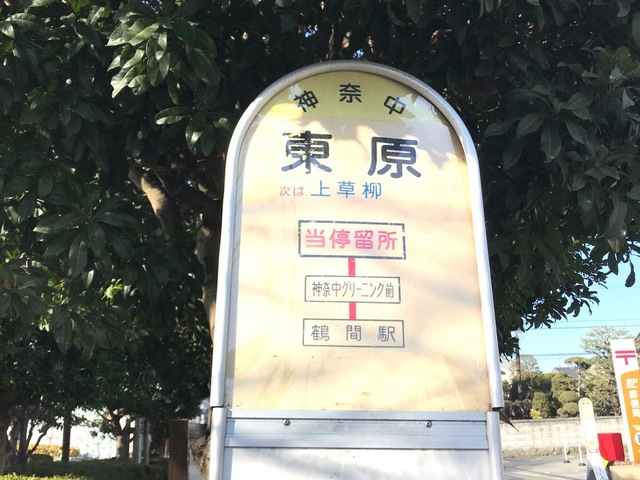 神奈中
東原
次は 上草柳
当停留所
神奈中グリーニング前
鶴間駅
〒